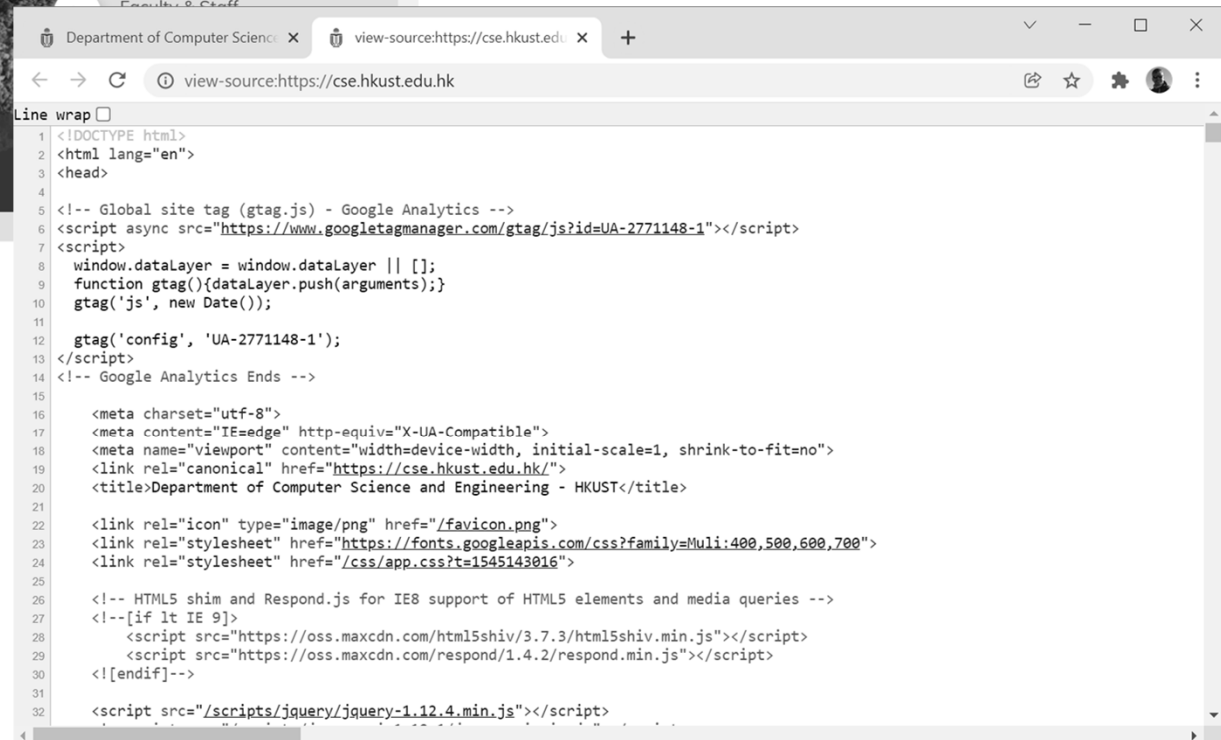 Faculty & Staff
Department of Computer Science
view-source:https://cse.hkust.edu
view-source:https://cse.hkust.edu.hk
Line wrap
1 <!DOCTYPE html>
2 <html lang="en">
3 <head>
4
5 <!-- Global site tag (gtag.js) - Google Analytics -->
6 <script async src="https://www.googletagmanager.com/gtag/js?id=UA-2771148-1"></script>
7 <script>
8 window.dataLayer = window.dataLayer || [];
9 function gtag(){dataLayer.push(arguments);}
10 gtag('js', new Date());
11
12 gtag('config', 'UA-2771148-1');
13 </script>
14 <!-- Google Analytics Ends -->
15
16 <meta charset="utf-8">
17 <meta content="IE=edge" http-equiv="X-UA-Compatible">
18 <meta name="viewport" content="width=device-width, initial-scale=1, shrink-to-fit=no">
19 <link rel="canonical" href="https://cse.hkust.edu.hk/">
20 <title>Department of Computer Science and Engineering - HKUST</title>
21
22 <link rel="icon" type="image/png" href="/favicon.png">
23 <link rel="stylesheet" href="https://fonts.googleapis.com/css?family=Muli:400,500,600,700">
24 <link rel="stylesheet" href="/css/app.css?t=1545143016">
25
26 <!-- HTML5 shim and Respond.js for IE8 support of HTML5 elements and media queries -->
27 <!--[if lt IE 9]>
28 <script src="https://oss.maxcdn.com/html5shiv/3.7.3/html5shiv.min.js"></script>
29 <script src="https://oss.maxcdn.com/respond/1.4.2/respond.min.js"></script>
30 <![endif]-->
31
32 <script src="/scripts/jquery/jquery-1.12.4.min.js"></script>